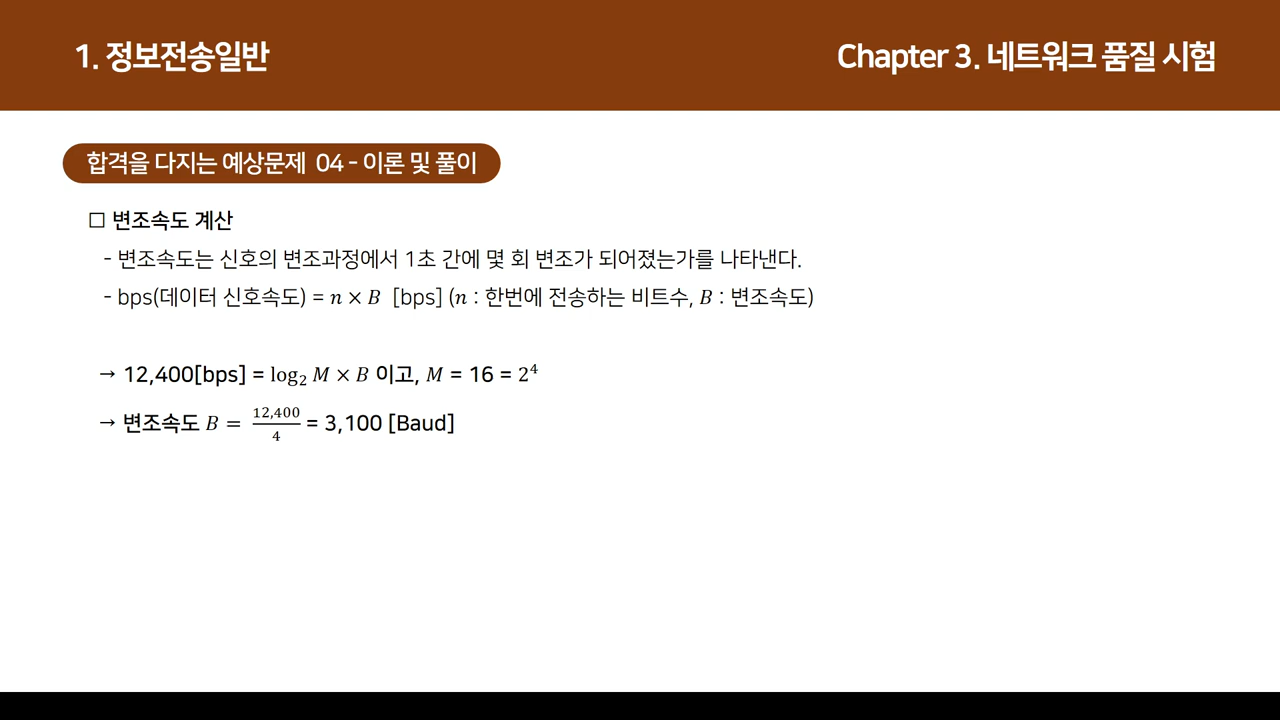 1. 정보전송일반
Chapter 3. 네트워크 품질 시험
합격을 다지는 예상문제 04 - 이론 및 풀이
□ 변조속도 계산
- 변조속도는 신호의 변조과정에서 1초 간에 몇 회 변조가 되어졌는가를 나타낸다.
- bps(데이터 신호속도) = n × B [bps] (n : 한번에 전송하는 비트수, B : 변조속도)
→ 12,400[bps] = log₂ M × B 이고, M = 16 = 2⁴
→ 변조속도 B = 12,400/4 = 3,100 [Baud]